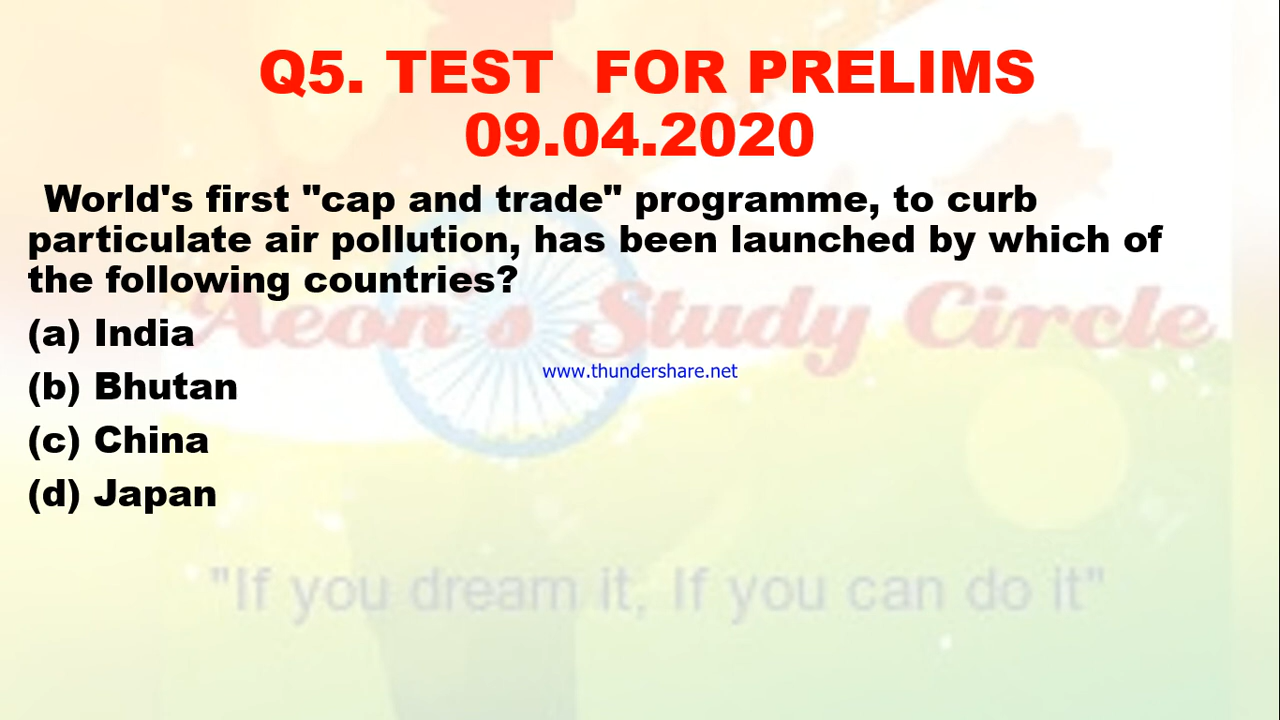 Q5. TEST FOR PRELIMS
09.04.2020
World's first "cap and trade" programme, to curb
particulate air pollution, has been launched by which of
the following countries?
Aeon's Study Circle
(a) India
www.thundershare.net
(b) Bhutan
(c) China
(d) Japan
"If you dream it, If you can do it"